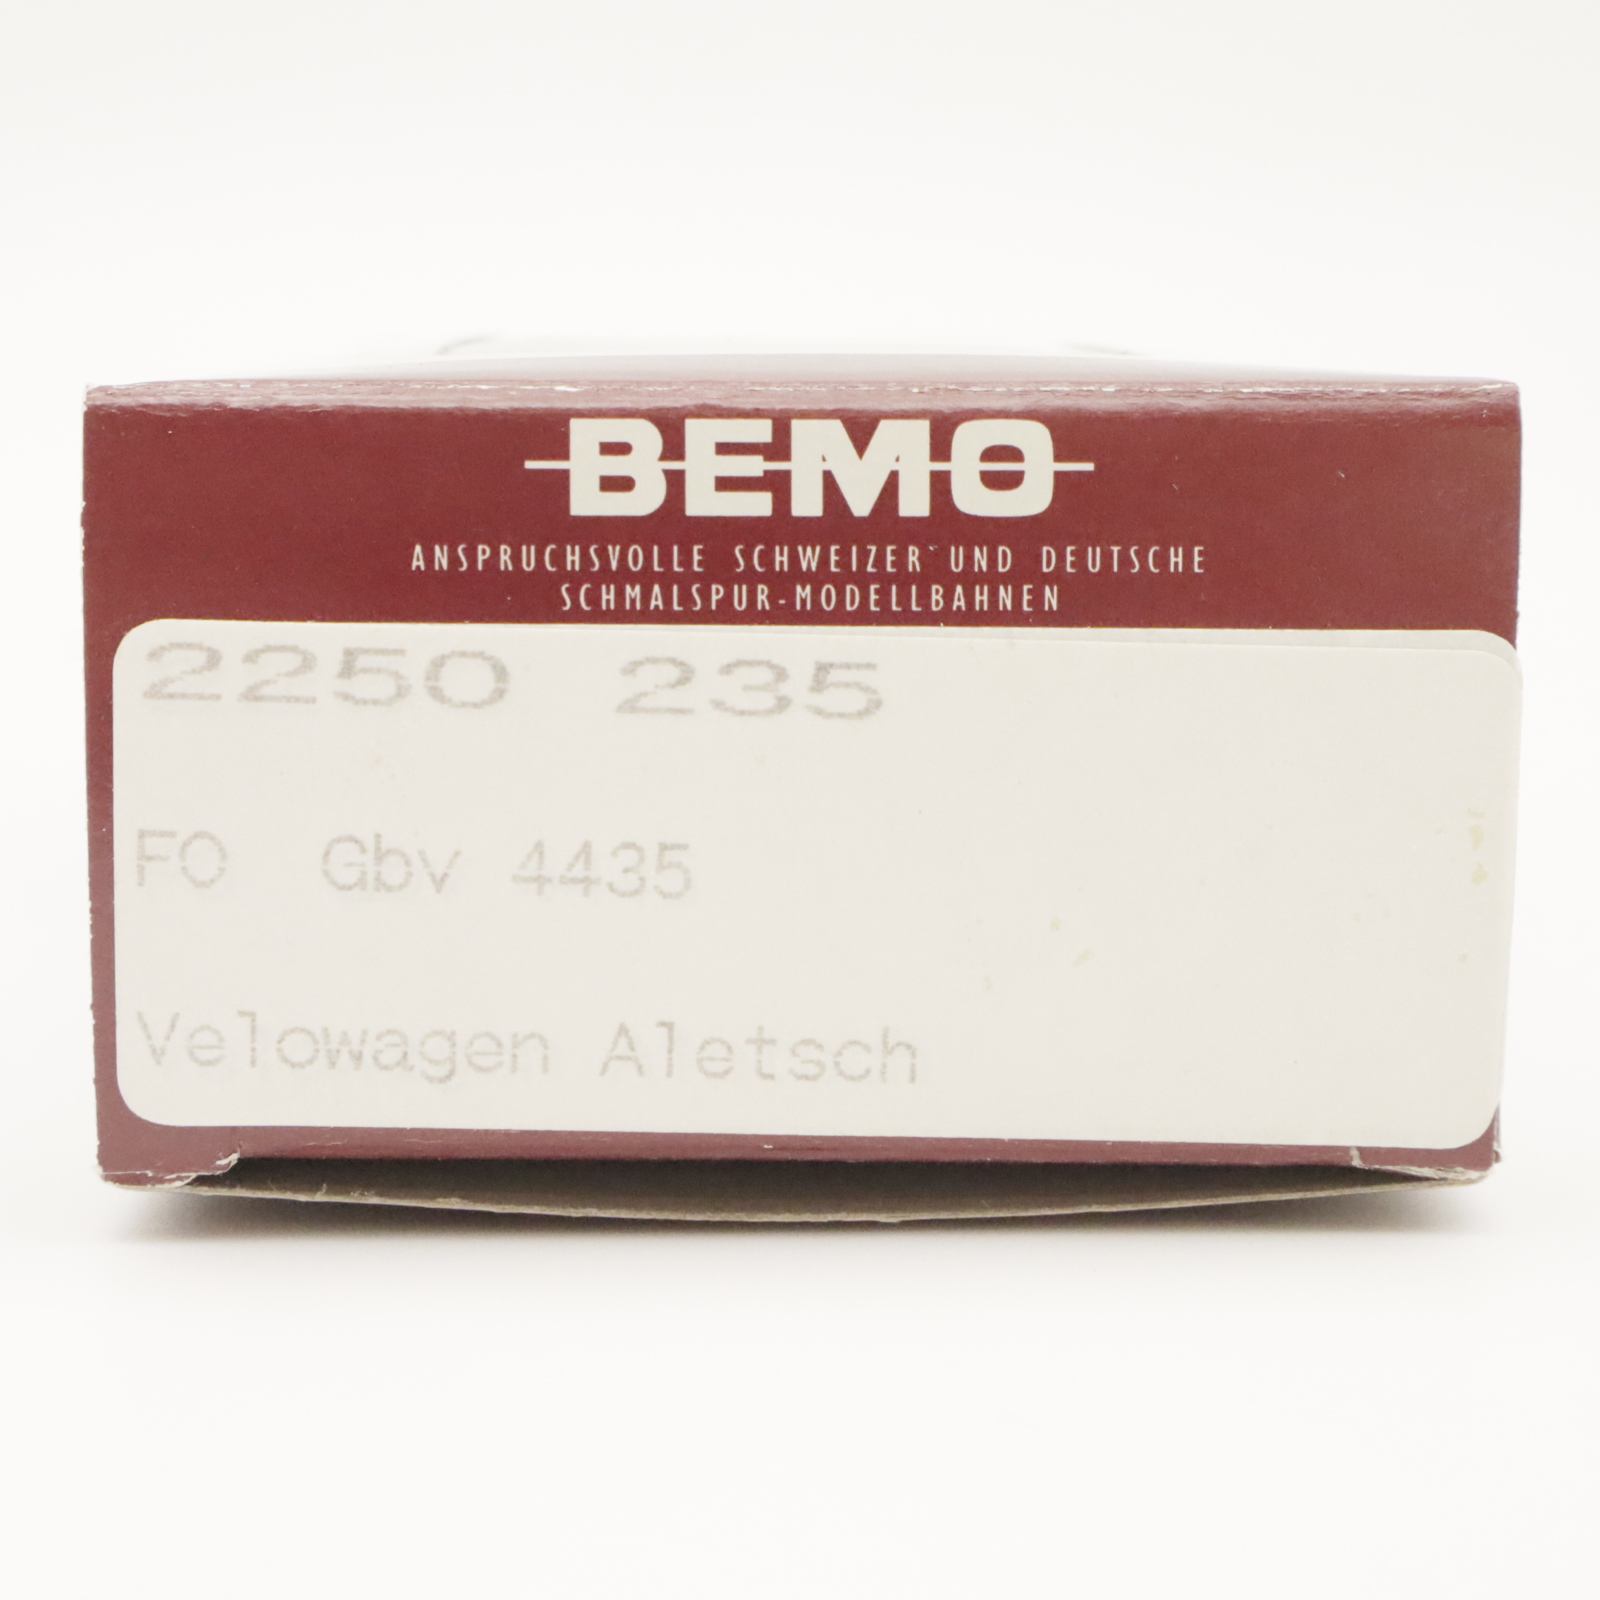 BEMO
ANSPRUCHSVOLLE SCHWEIZER UND DEUTSCHE
SCHMALSPUR-MODELLBAHNEN
2250 235
FO Gbv 4435
Velowagen Aletsch